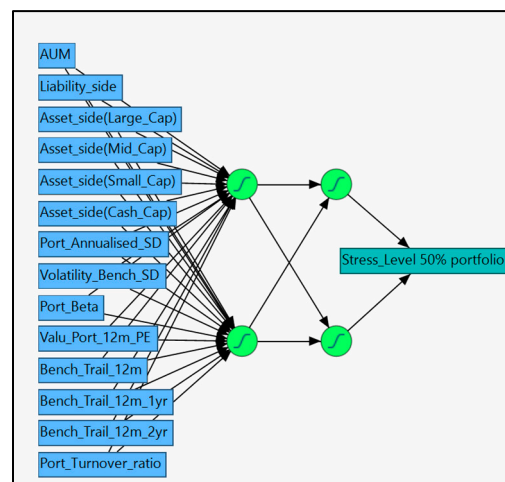 AUM
Liability_side
Asset_side(Large_Cap)
Asset_side(Mid_Cap)
Asset_side(Small_Cap)
Asset_side(Cash_Cap)
Port_Annualised_SD
Volatility_Bench_SD
Port_Beta
Valu_Port_12m_PE
Bench_Trail_12m
Bench_Trail_12m_1yr
Bench_Trail_12m_2yr
Port_Turnover_ratio
Stress_Level 50% portfolio